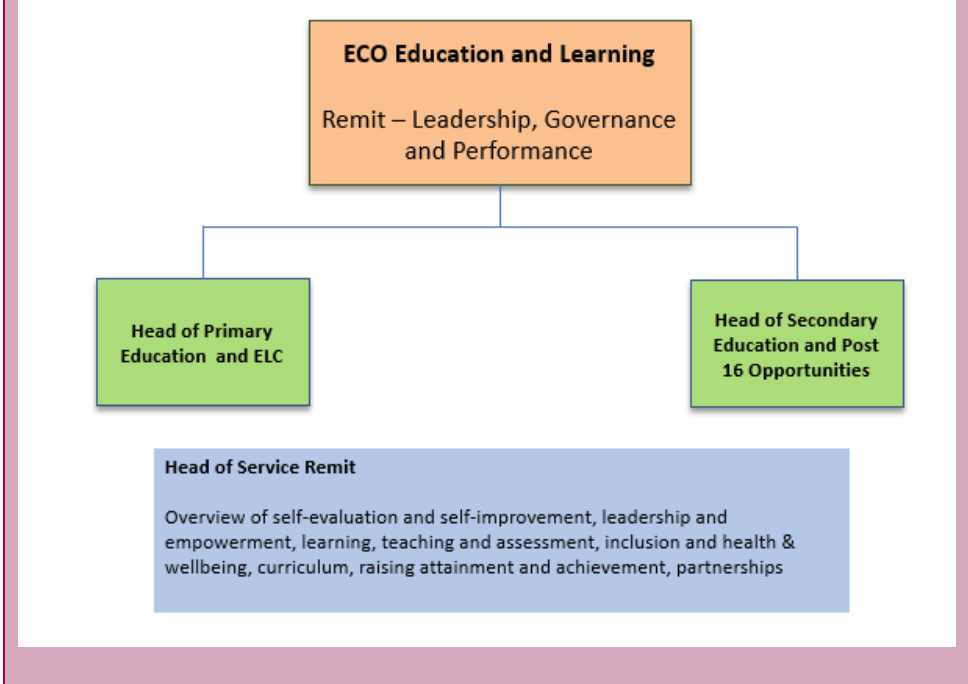 ECO Education and Learning
Remit – Leadership, Governance
and Performance
Head of Primary
Education and ELC
Head of Secondary
Education and Post
16 Opportunities
Head of Service Remit
Overview of self-evaluation and self-improvement, leadership and
empowerment, learning, teaching and assessment, inclusion and health &
wellbeing, curriculum, raising attainment and achievement, partnerships